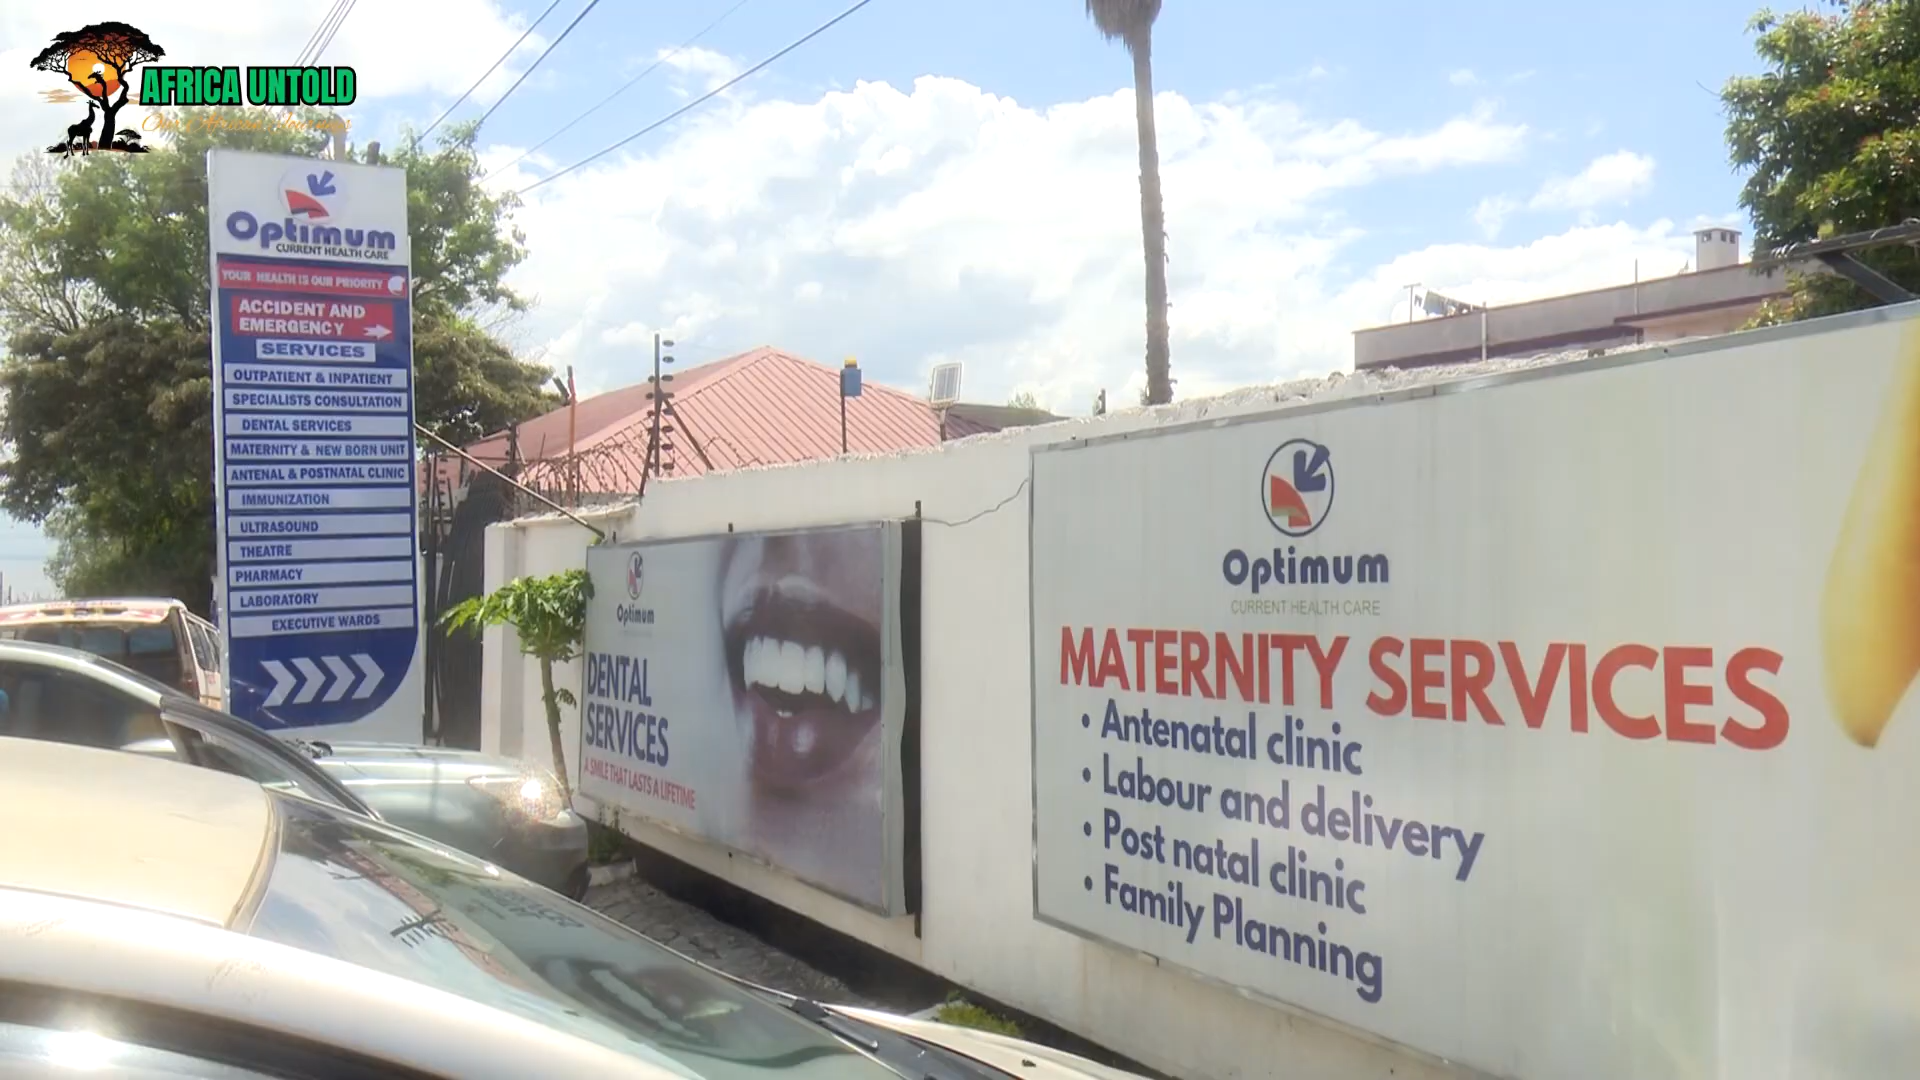 AFRICA UNTOLD
Our African Journeys
Optimum
CURRENT HEALTH CARE
YOUR HEALTH IS OUR PRIORITY
ACCIDENT AND
EMERGENCY
SERVICES
OUTPATIENT & INPATIENT
SPECIALISTS CONSULTATION
DENTAL SERVICES
MATERNITY & NEW BORN UNIT
ANTENAL & POSTNATAL CLINIC
IMMUNIZATION
ULTRASOUND
THEATRE
PHARMACY
LABORATORY
EXECUTIVE WARDS
Optimum
DENTAL
SERVICES
A SMILE THAT LASTS A LIFETIME
Optimum
CURRENT HEALTH CARE
MATERNITY SERVICES
• Antenatal clinic
• Labour and delivery
• Post natal clinic
• Family Planning